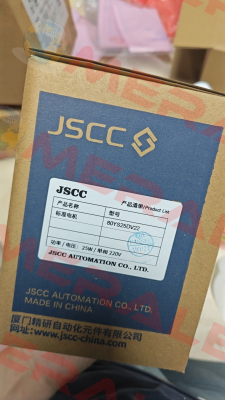 JSCC
JSCC
产品清单/Product List
产品名称
型号
标准电机
60YS25DV22
功率/电压: 25W/单相 220V
JSCC AUTOMATION CO., LTD.
JSCC AUTOMATION CO., LTD.
MADE IN CHINA
厦门精研自动化元件有限公司
网址:www.jscc-china.com